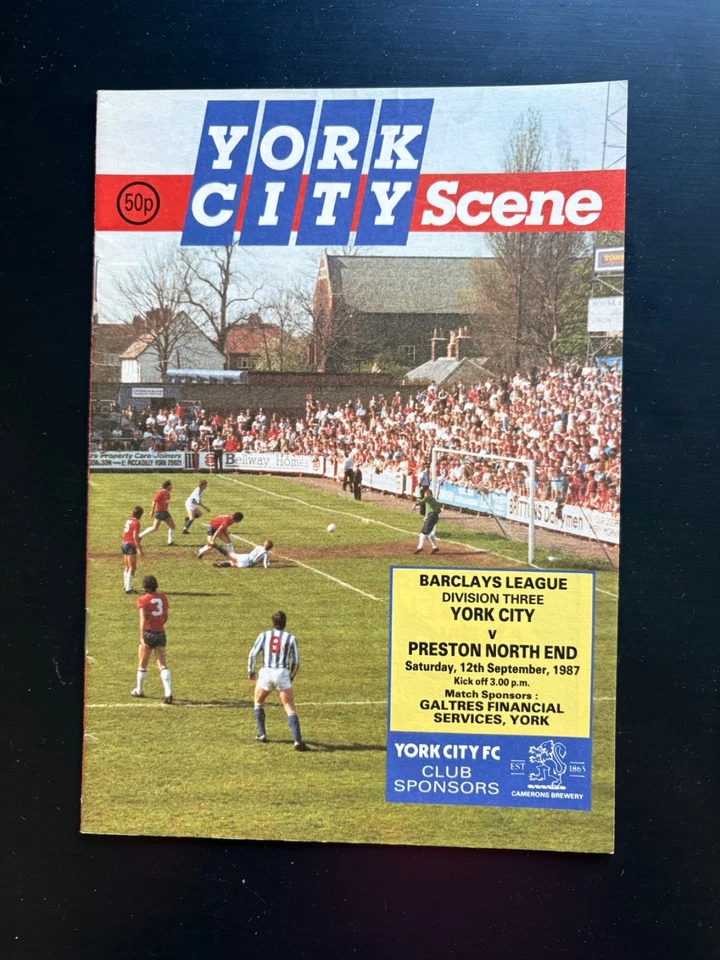 YORK
CITY Scene
50p
Property Care Joiners
PICCADILLY YORK
Bellway Homes
3
9
BARCLAYS LEAGUE
DIVISION THREE
YORK CITY
v
PRESTON NORTH END
Saturday, 12th September, 1987
Kick off 3.00 p.m.
Match Sponsors :
GALTRES FINANCIAL
SERVICES, YORK
YORK CITY FC
CLUB
SPONSORS
EST 1865
CAMERONS BREWERY